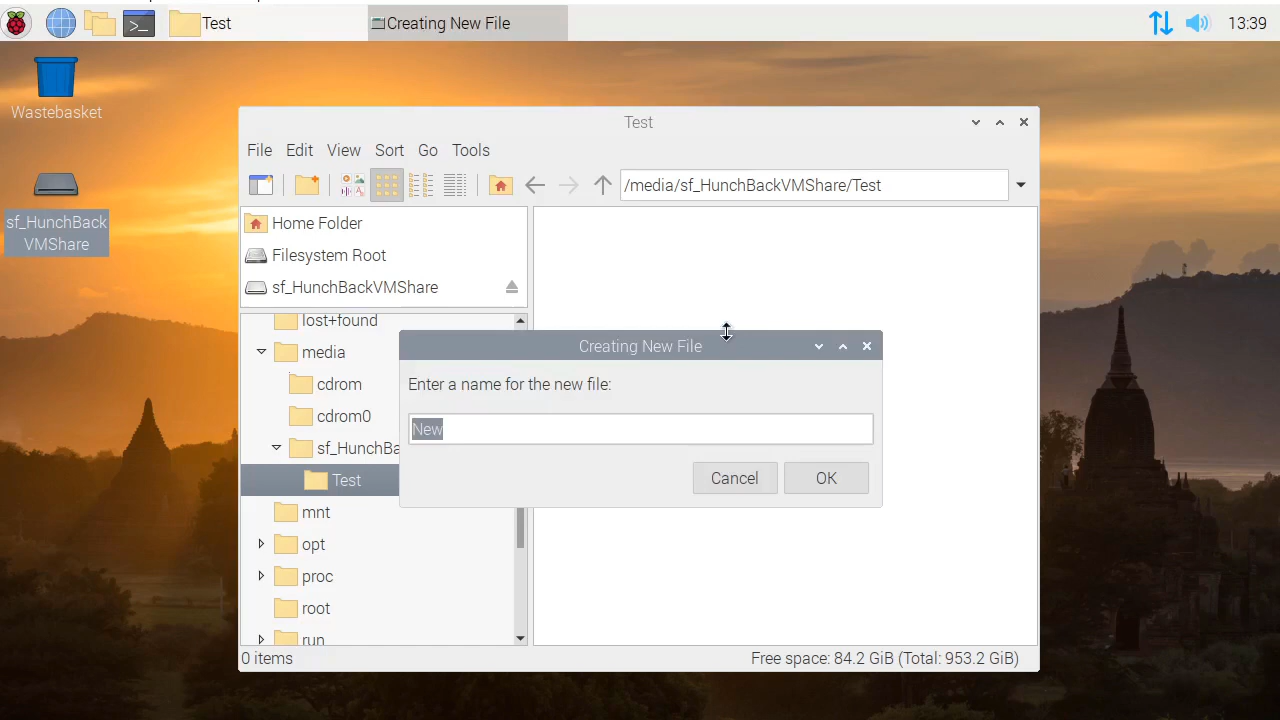 Test
Creating New File
13:39
Wastebasket
sf_HunchBack
VMShare
Test
File Edit View Sort Go Tools
/media/sf_HunchBackVMShare/Test
Home Folder
Filesystem Root
sf_HunchBackVMShare
lost+found
media
cdrom
cdrom0
sf_HunchBa
Test
mnt
opt
proc
root
run
Creating New File
Enter a name for the new file:
New
Cancel OK
0 items
Free space: 84.2 GiB (Total: 953.2 GiB)